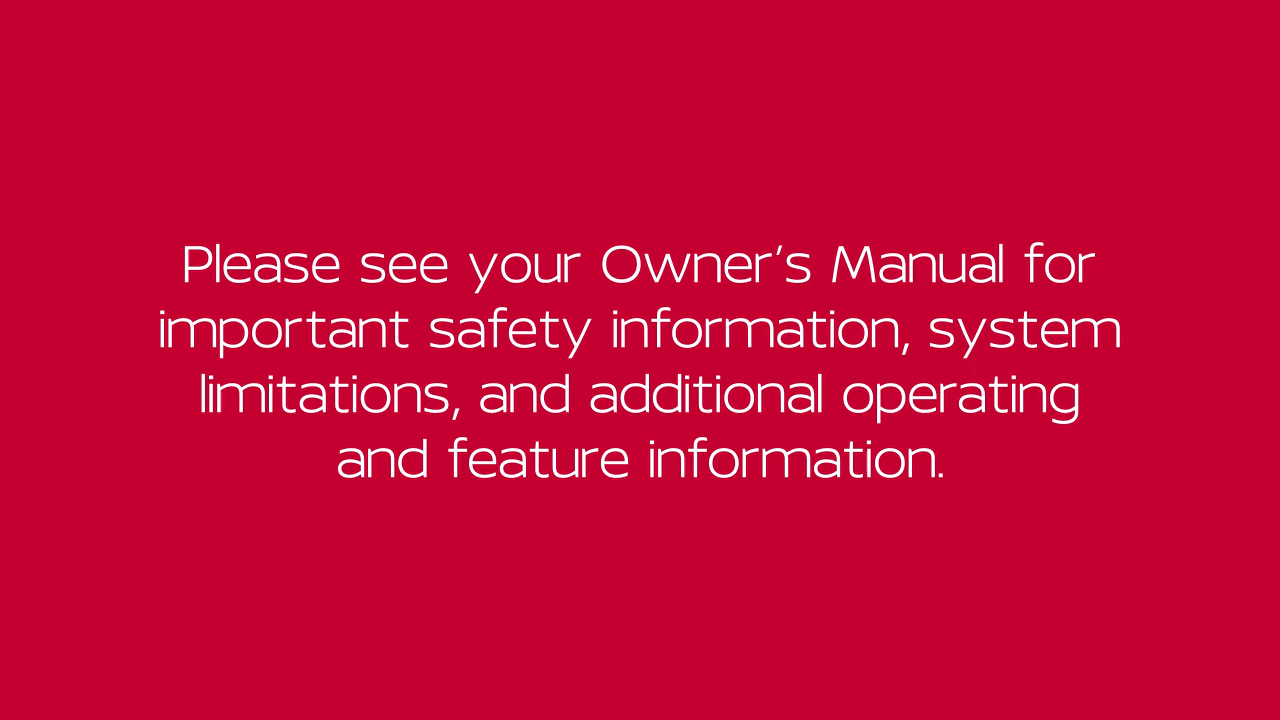 Please see your Owner’s Manual for
important safety information, system
limitations, and additional operating
and feature information.